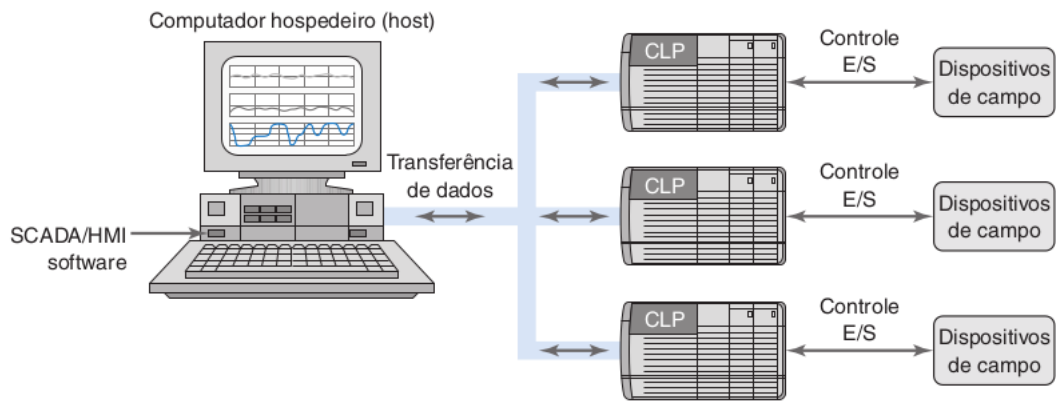 Computador hospedeiro (host)
SCADA/HMI
software
Transferência
de dados
CLP
Controle
E/S
Dispositivos
de campo
CLP
Controle
E/S
Dispositivos
de campo
CLP
Controle
E/S
Dispositivos
de campo